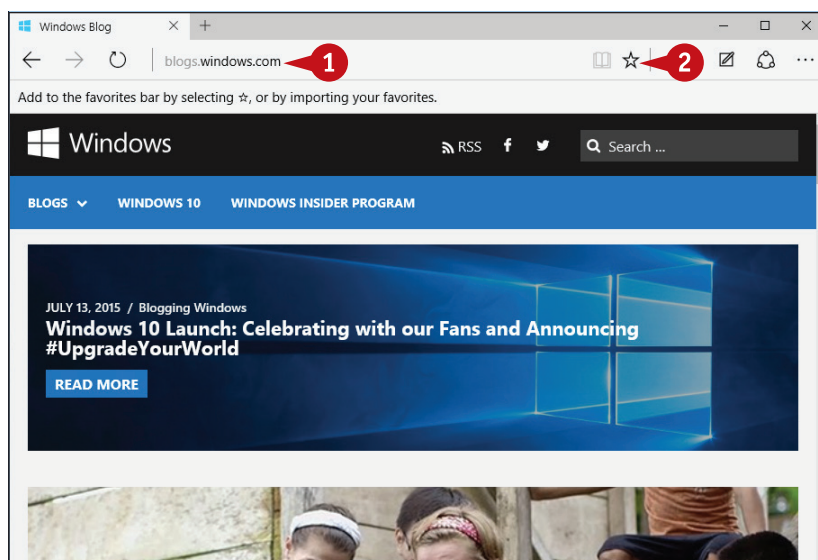 Windows Blog
blogs.windows.com 1 2
Add to the favorites bar by selecting ☆, or by importing your favorites.
Windows RSS f Search ...
BLOGS WINDOWS 10 WINDOWS INSIDER PROGRAM
JULY 13, 2015 / Blogging Windows
Windows 10 Launch: Celebrating with our Fans and Announcing
#UpgradeYourWorld
READ MORE